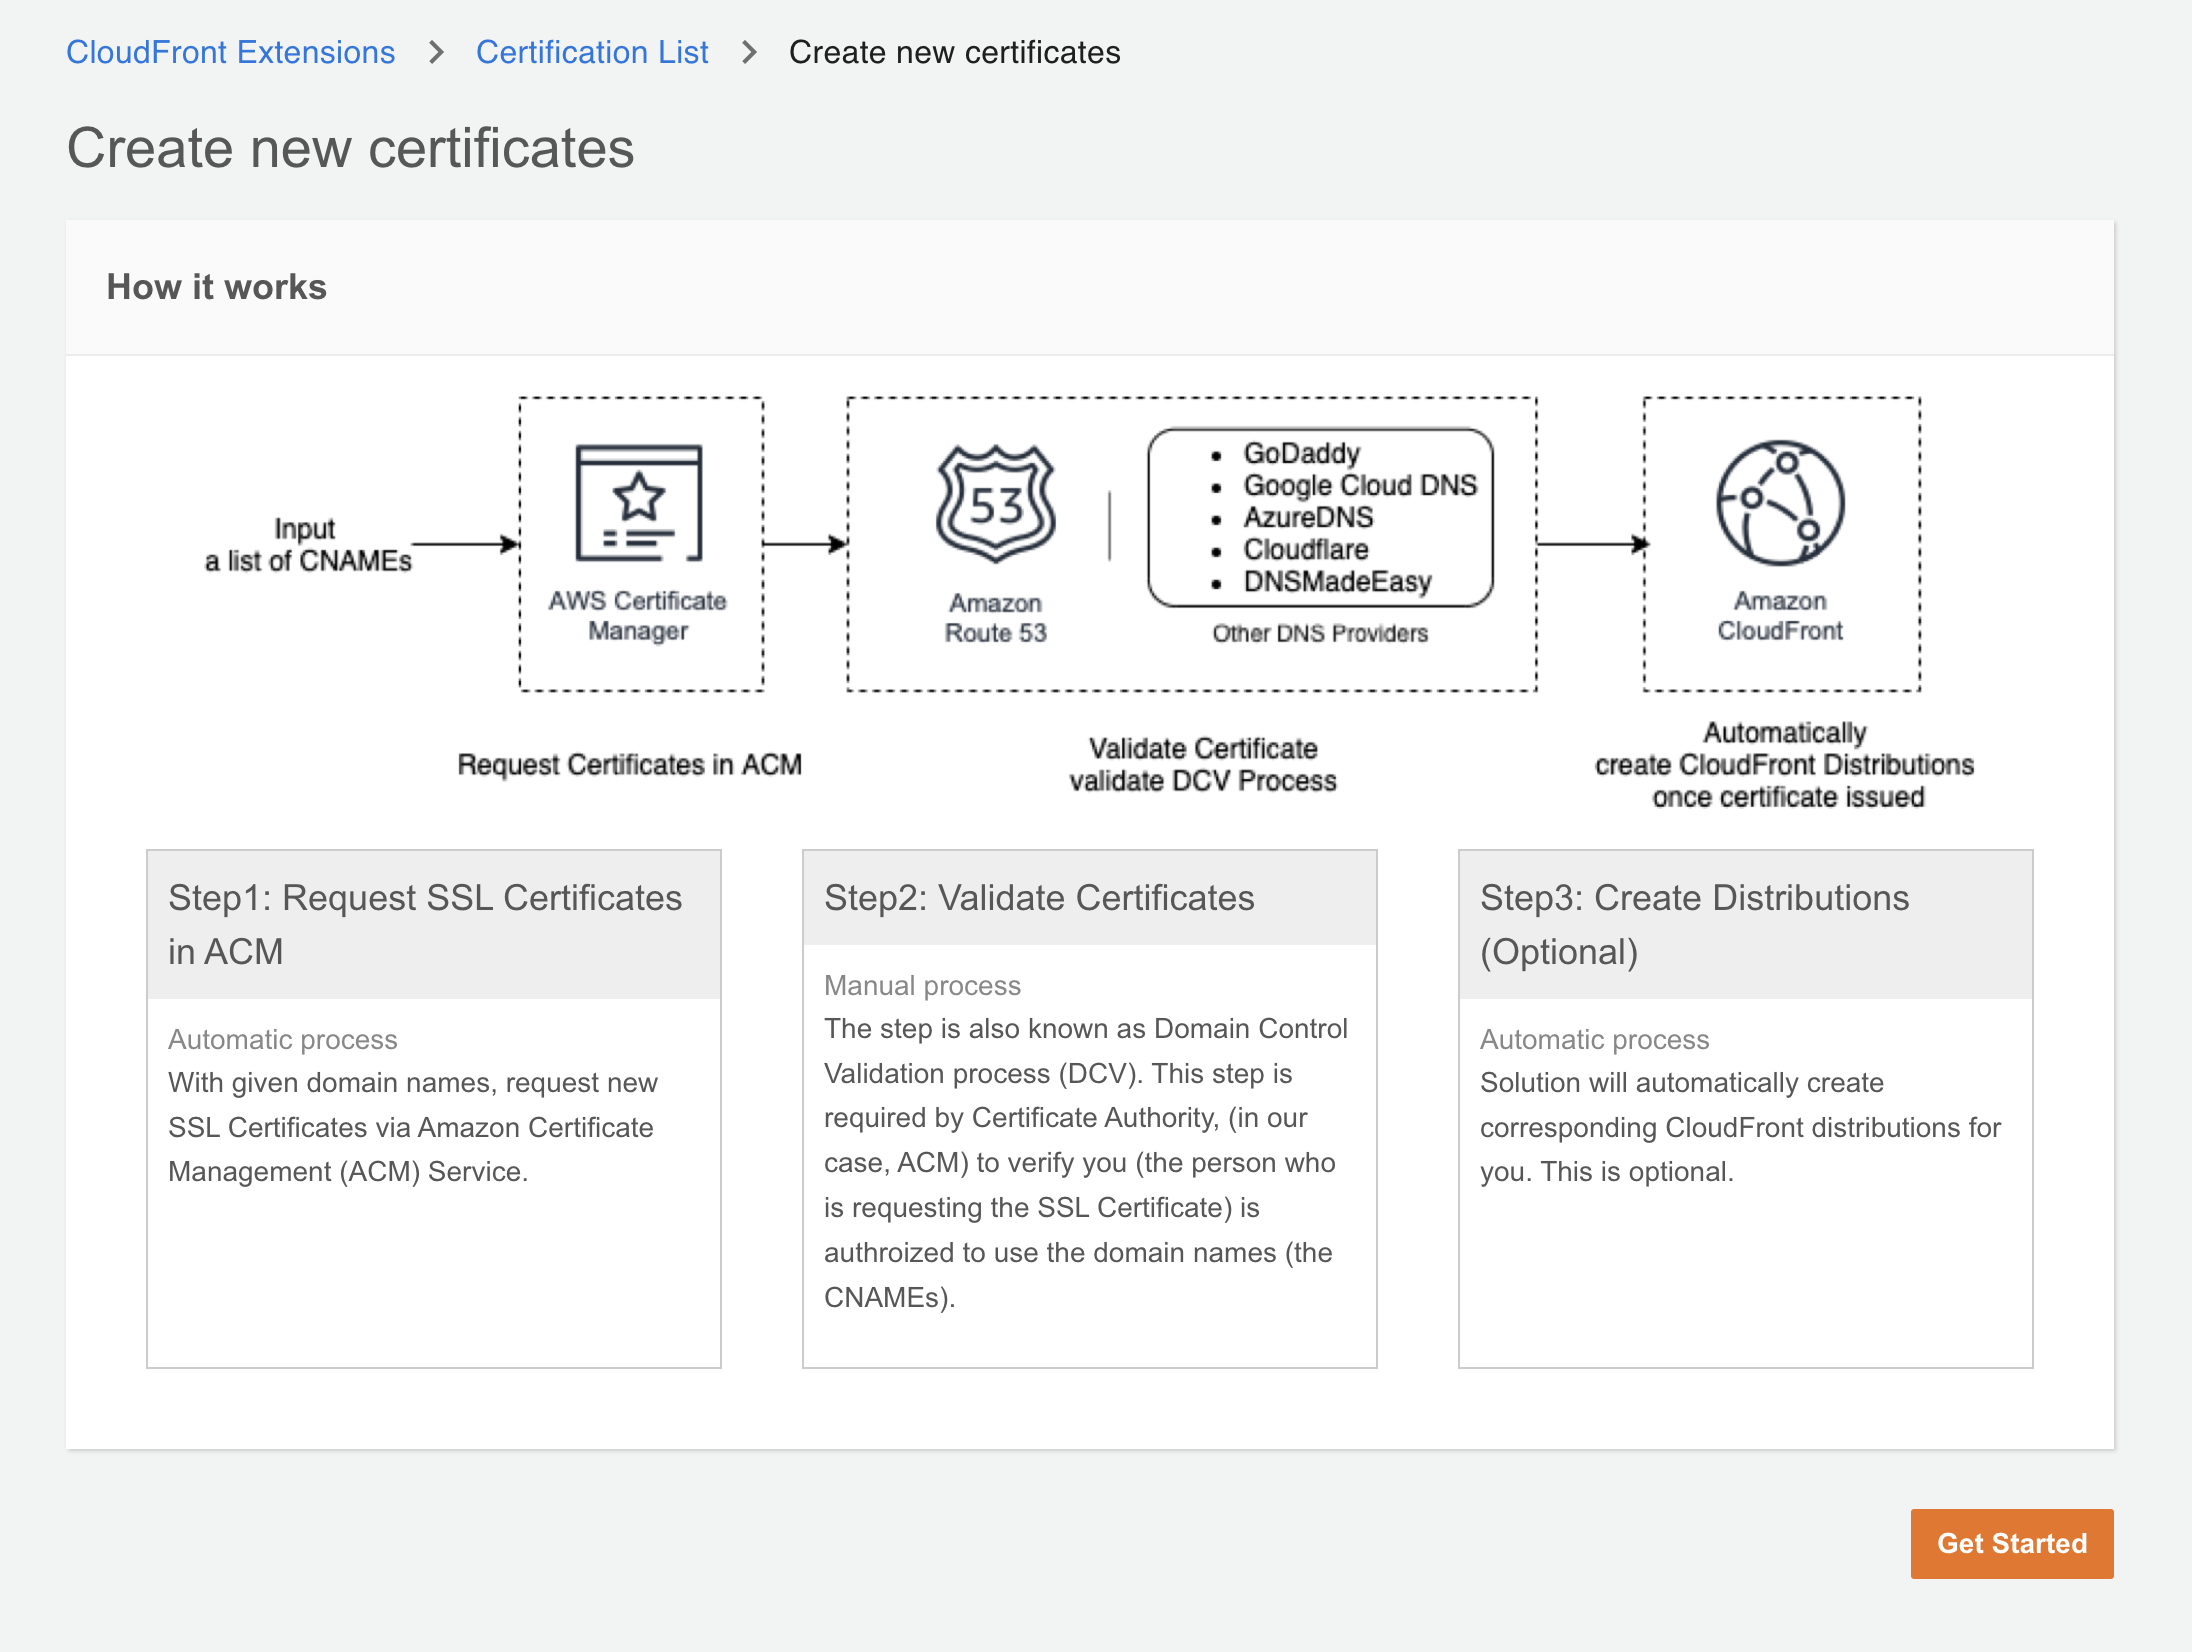 CloudFront Extensions > Certification List > Create new certificates
Create new certificates
How it works
Input
a list of CNAMEs
AWS Certificate
Manager
53
Amazon
Route 53
• GoDaddy
• Google Cloud DNS
• AzureDNS
• Cloudflare
• DNSMadeEasy
Other DNS Providers
Amazon
CloudFront
Request Certificates in ACM
Validate Certificate
validate DCV Process
Automatically
create CloudFront Distributions
once certificate issued
Step1: Request SSL Certificates
in ACM
Automatic process
With given domain names, request new
SSL Certificates via Amazon Certificate
Management (ACM) Service.
Step2: Validate Certificates
Manual process
The step is also known as Domain Control
Validation process (DCV). This step is
required by Certificate Authority, (in our
case, ACM) to verify you (the person who
is requesting the SSL Certificate) is
authroized to use the domain names (the
CNAMEs).
Step3: Create Distributions
(Optional)
Automatic process
Solution will automatically create
corresponding CloudFront distributions for
you. This is optional.
Get Started